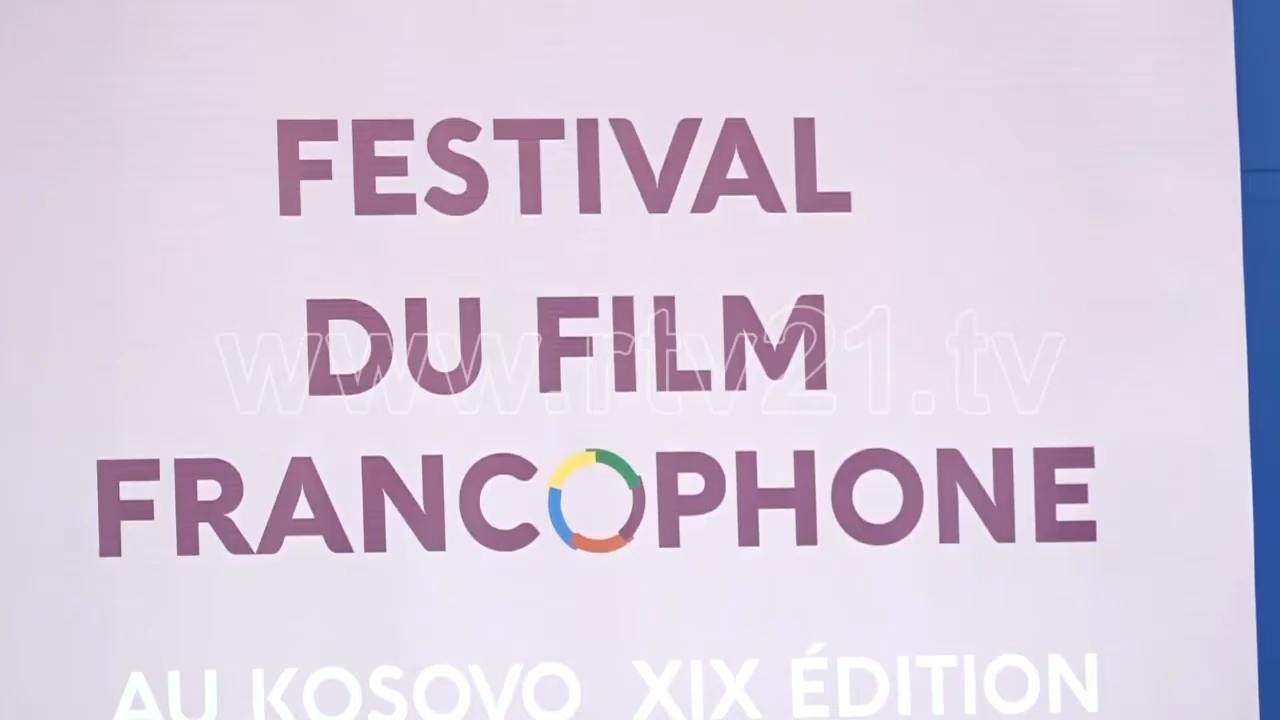 FESTIVAL
DU FILM
www.rtv21.tv
FRANCOPHONE
AU KOSOVO XIX ÉDITION